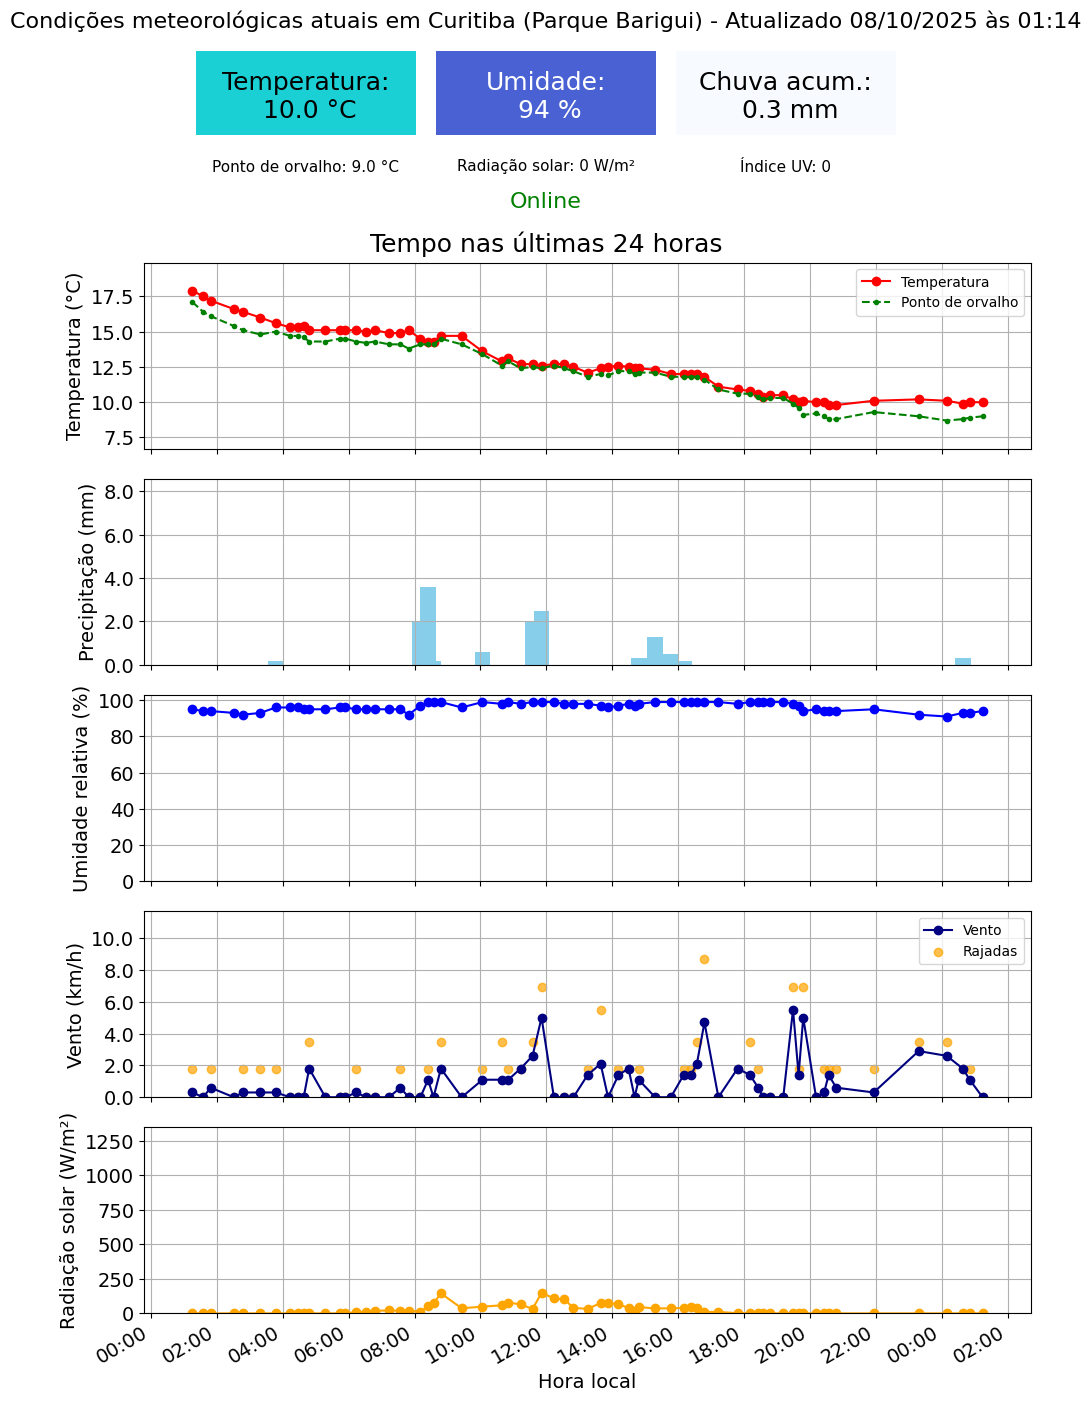 Condições meteorológicas atuais em Curitiba (Parque Barigui) - Atualizado 08/10/2025 às 01:14
Temperatura:
10.0 °C
Umidade:
94 %
Chuva acum.:
0.3 mm
Ponto de orvalho: 9.0 °C
Radiação solar: 0 W/m²
Índice UV: 0
Online
Tempo nas últimas 24 horas
Temperatura (°C)
17.5
15.0
12.5
10.0
7.5
Temperatura
Ponto de orvalho
Precipitação (mm)
8.0
6.0
4.0
2.0
0.0
Umidade relativa (%)
100
80
60
40
20
0
Vento (km/h)
10.0
8.0
6.0
4.0
2.0
0.0
Vento
Rajadas
Radiação solar (W/m²)
1250
1000
750
500
250
0
00:00
02:00
04:00
06:00
08:00
10:00
12:00
14:00
16:00
18:00
20:00
22:00
00:00
02:00
Hora local